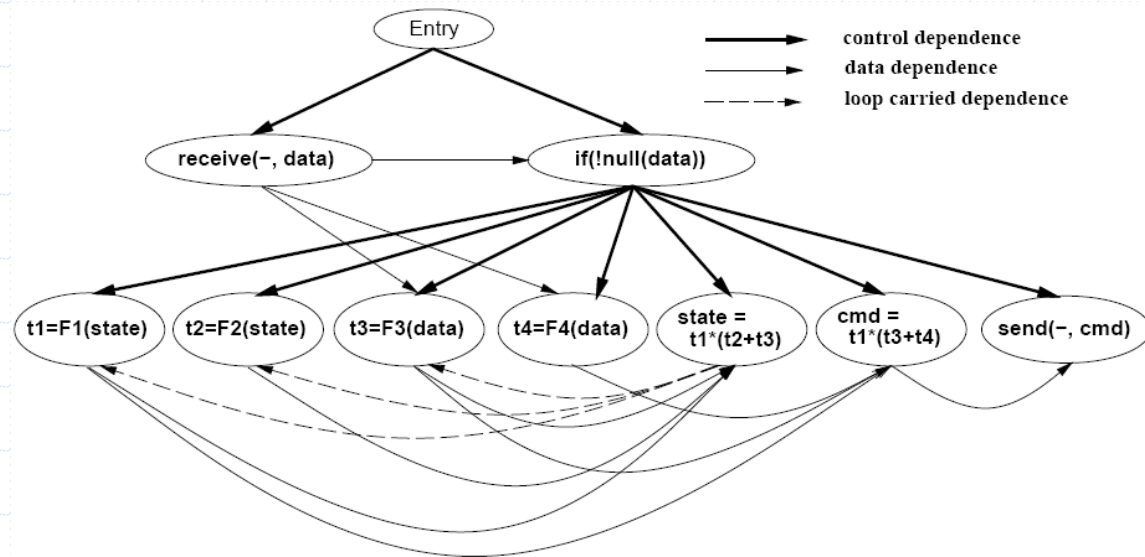 Entry
control dependence
data dependence
loop carried dependence
receive(−, data)
if(!null(data))
t1=F1(state)
t2=F2(state)
t3=F3(data)
t4=F4(data)
state =
t1*(t2+t3)
cmd =
t1*(t3+t4)
send(−, cmd)